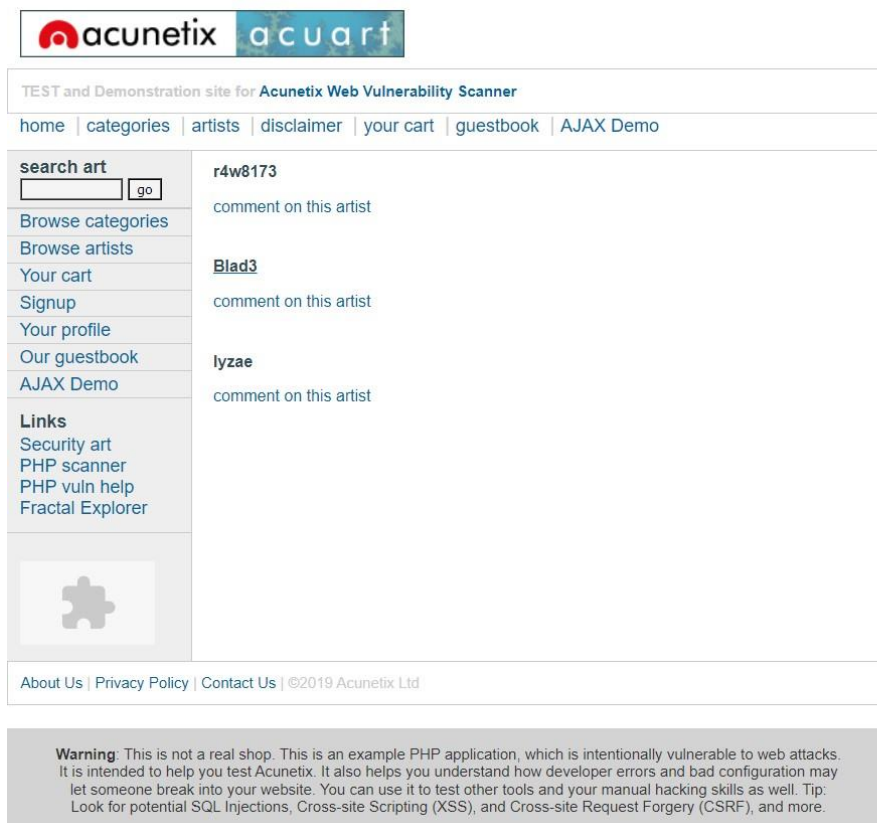 acunetix acuart
TEST and Demonstration site for Acunetix Web Vulnerability Scanner
home | categories | artists | disclaimer | your cart | guestbook | AJAX Demo
search art
go
Browse categories
Browse artists
Your cart
Signup
Your profile
Our guestbook
AJAX Demo
Links
Security art
PHP scanner
PHP vuln help
Fractal Explorer
r4w8173
comment on this artist
Blad3
comment on this artist
lyzae
comment on this artist
About Us | Privacy Policy | Contact Us | ©2019 Acunetix Ltd
Warning: This is not a real shop. This is an example PHP application, which is intentionally vulnerable to web attacks.
It is intended to help you test Acunetix. It also helps you understand how developer errors and bad configuration may
let someone break into your website. You can use it to test other tools and your manual hacking skills as well. Tip:
Look for potential SQL Injections, Cross-site Scripting (XSS), and Cross-site Request Forgery (CSRF), and more.